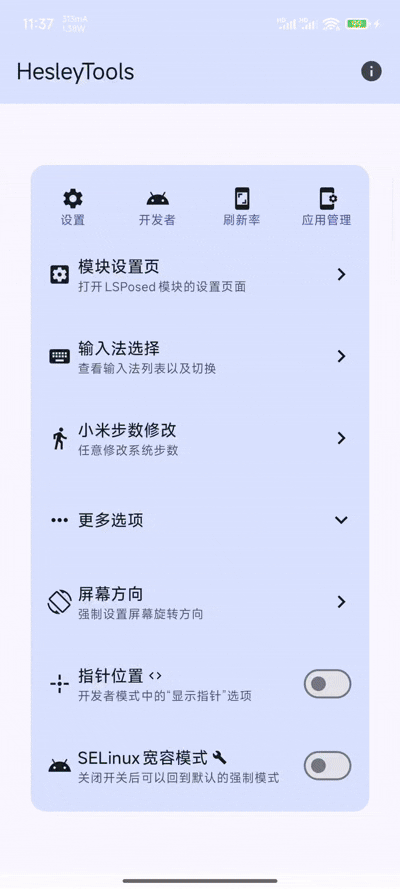 11:37
313mA
1.38W
HD
HD
HesleyTools
设置
开发者
刷新率
应用管理
模块设置页
打开 LSPosed 模块的设置页面
输入法选择
查看输入法列表以及切换
小米步数修改
任意修改系统步数
更多选项
屏幕方向
强制设置屏幕旋转方向
指针位置 <>
开发者模式中的“显示指针”选项
SELinux 宽容模式
关闭开关后可以回到默认的强制模式